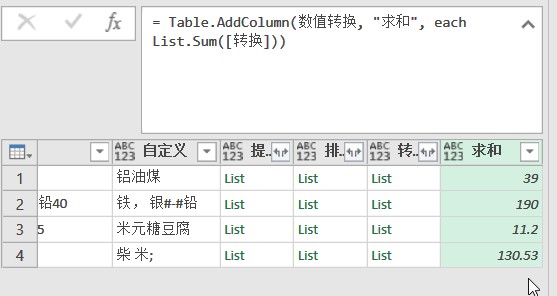 fx
= Table.AddColumn(数值转换, "求和", each
List.Sum([转换]))
ABC 123 自定义 ABC 123 提.. ABC 123 排.. ABC 123 转.. ABC 123 求和
1 铝油煤 List List List 39
2 铅40 铁， 银#-#铅 List List List 190
3 5 米元糖豆腐 List List List 11.2
4 柴 米; List List List 130.53